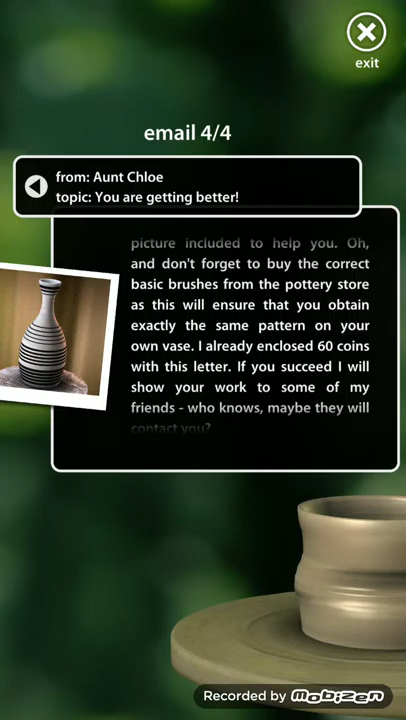 exit
email 4/4
from: Aunt Chloe
topic: You are getting better!
picture included to help you. Oh,
and don't forget to buy the correct
basic brushes from the pottery store
as this will ensure that you obtain
exactly the same pattern on your
own vase. I already enclosed 60 coins
with this letter. If you succeed I will
show your work to some of my
friends - who knows, maybe they will
contact you?
Recorded by mobizen